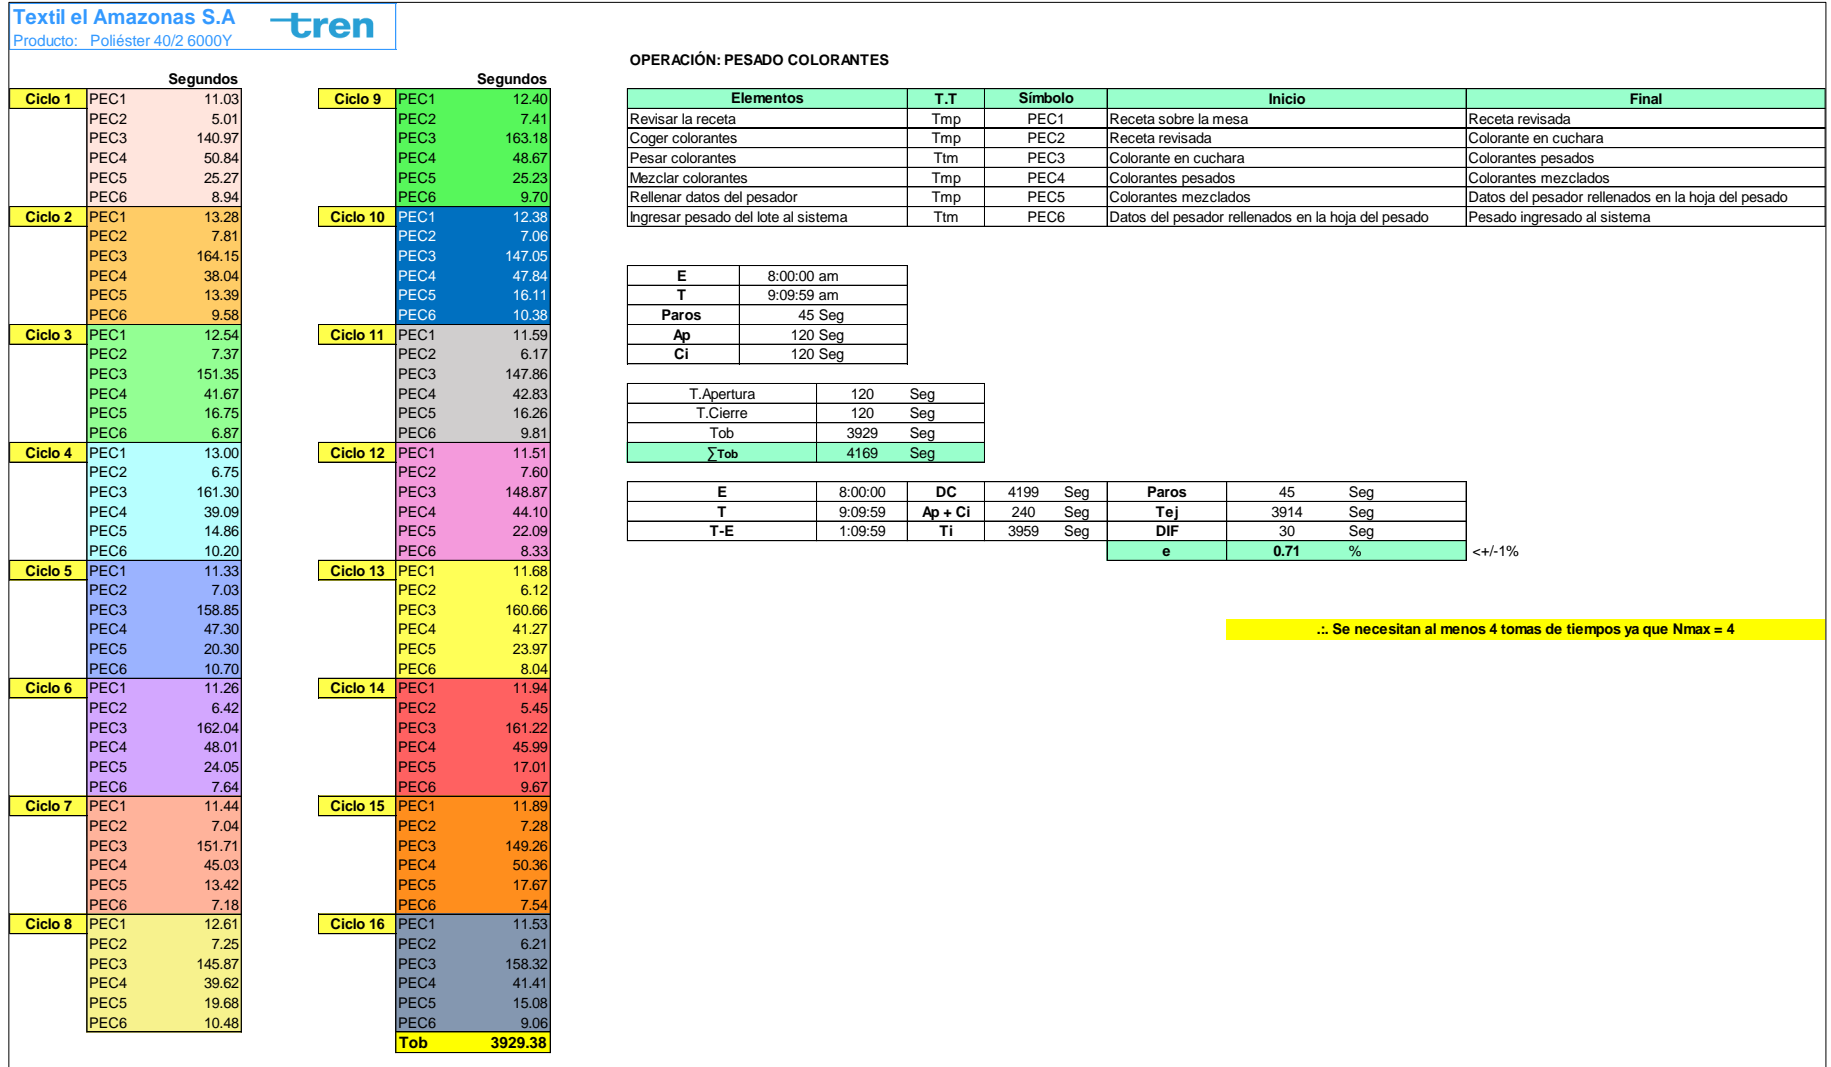 Textil el Amazonas S.A
tren
Producto: Poliéster 40/2 6000Y
Segundos
Ciclo 1 PEC1 11.03
PEC2 5.01
PEC3 140.97
PEC4 50.84
PEC5 25.27
PEC6 8.94
Ciclo 2 PEC1 13.28
PEC2 7.81
PEC3 164.15
PEC4 38.04
PEC5 13.39
PEC6 9.58
Ciclo 3 PEC1 12.54
PEC2 7.37
PEC3 151.35
PEC4 41.67
PEC5 16.75
PEC6 6.87
Ciclo 4 PEC1 13.00
PEC2 6.75
PEC3 161.30
PEC4 39.09
PEC5 14.86
PEC6 10.20
Ciclo 5 PEC1 11.33
PEC2 7.03
PEC3 158.85
PEC4 47.30
PEC5 20.30
PEC6 10.70
Ciclo 6 PEC1 11.26
PEC2 6.42
PEC3 162.04
PEC4 48.01
PEC5 24.05
PEC6 7.64
Ciclo 7 PEC1 11.44
PEC2 7.04
PEC3 151.71
PEC4 45.03
PEC5 13.42
PEC6 7.18
Ciclo 8 PEC1 12.61
PEC2 7.25
PEC3 145.87
PEC4 39.62
PEC5 19.68
PEC6 10.48
Segundos
Ciclo 9 PEC1 12.40
PEC2 7.41
PEC3 163.18
PEC4 48.67
PEC5 25.23
PEC6 9.70
Ciclo 10 PEC1 12.38
PEC2 7.06
PEC3 147.05
PEC4 47.84
PEC5 16.11
PEC6 10.38
Ciclo 11 PEC1 11.59
PEC2 6.17
PEC3 147.86
PEC4 42.83
PEC5 16.26
PEC6 9.81
Ciclo 12 PEC1 11.51
PEC2 7.60
PEC3 148.87
PEC4 44.10
PEC5 22.09
PEC6 8.33
Ciclo 13 PEC1 11.68
PEC2 6.12
PEC3 160.66
PEC4 41.27
PEC5 23.97
PEC6 8.04
Ciclo 14 PEC1 11.94
PEC2 5.45
PEC3 161.22
PEC4 45.99
PEC5 17.01
PEC6 9.67
Ciclo 15 PEC1 11.89
PEC2 7.28
PEC3 149.26
PEC4 50.36
PEC5 17.67
PEC6 7.54
Ciclo 16 PEC1 11.53
PEC2 6.21
PEC3 158.32
PEC4 41.41
PEC5 15.08
PEC6 9.06
Tob 3929.38
OPERACIÓN: PESADO COLORANTES
Elementos T.T Símbolo Inicio Final
Revisar la receta Tmp PEC1 Receta sobre la mesa Receta revisada
Coger colorantes Tmp PEC2 Receta revisada Colorante en cuchara
Pesar colorantes Ttm PEC3 Colorante en cuchara Colorantes pesados
Mezclar colorantes Tmp PEC4 Colorantes pesados Colorantes mezclados
Rellenar datos del pesador Tmp PEC5 Colorantes mezclados Datos del pesador rellenados en la hoja del pesado
Ingresar pesado del lote al sistema Ttm PEC6 Datos del pesador rellenados en la hoja del pesado Pesado ingresado al sistema
E 8:00:00 am
T 9:09:59 am
Paros 45 Seg
Ap 120 Seg
Ci 120 Seg
T.Apertura 120 Seg
T.Cierre 120 Seg
Tob 3929 Seg
∑Tob 4169 Seg
E 8:00:00 DC 4199 Seg Paros 45 Seg
T 9:09:59 Ap + Ci 240 Seg Tej 3914 Seg
T-E 1:09:59 Ti 3959 Seg DIF 30 Seg
e 0.71 % <+/-1%
.:. Se necesitan al menos 4 tomas de tiempos ya que Nmax = 4